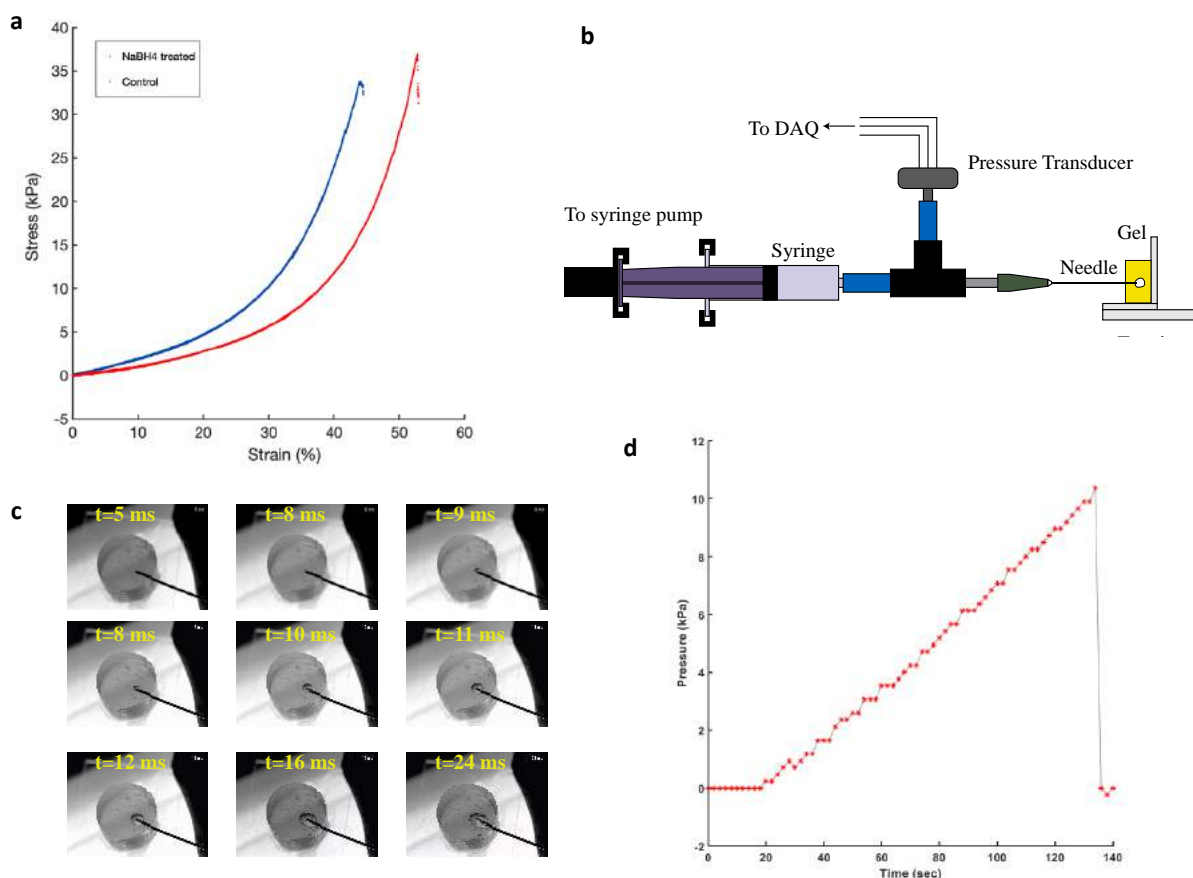 a
NaBH4 treated
Control
Stress (kPa)
40
35
30
25
20
15
10
5
0
-5
0
10
20
30
40
50
60
Strain (%)
b
To DAQ
Pressure Transducer
To syringe pump
Syringe
Gel
Needle
c
t=5 ms
t=8 ms
t=9 ms
t=8 ms
t=10 ms
t=11 ms
t=12 ms
t=16 ms
t=24 ms
d
Pressure (kPa)
12
10
8
6
4
2
0
-2
0
20
40
60
80
100
120
140
Time (sec)